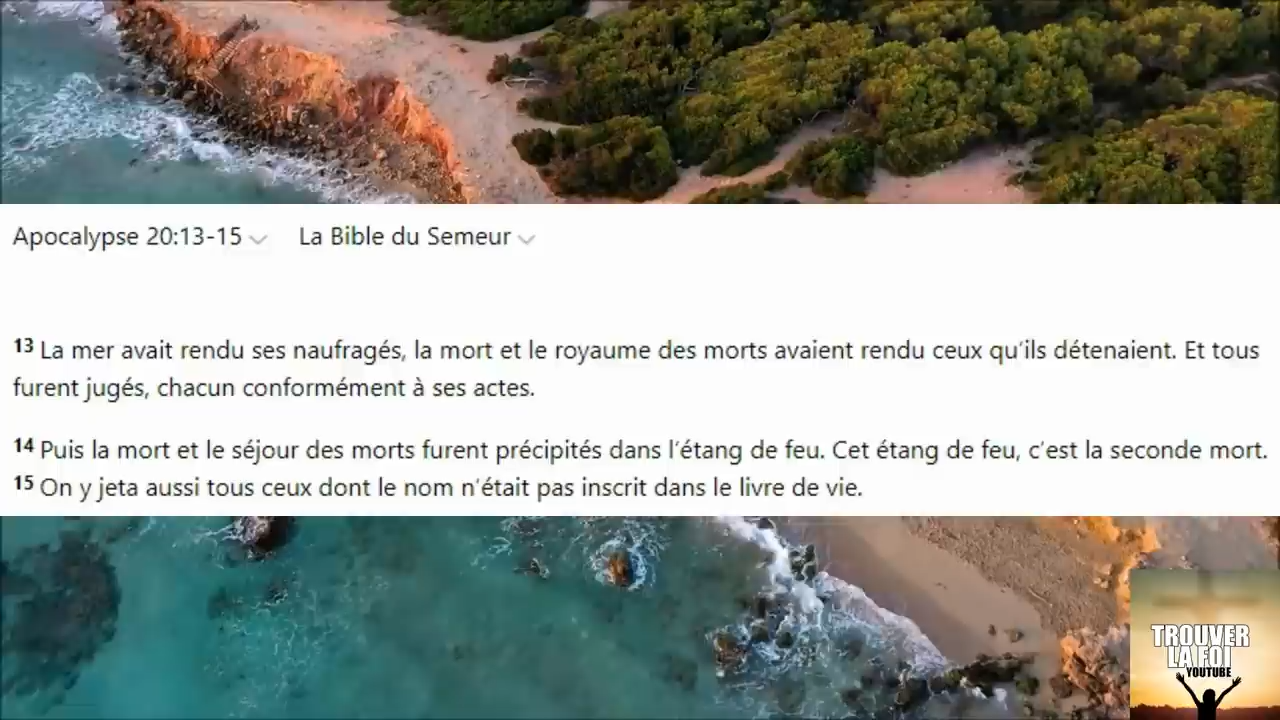 Apocalypse 20:13-15 La Bible du Semeur
13 La mer avait rendu ses naufragés, la mort et le royaume des morts avaient rendu ceux qu'ils détenaient. Et tous
furent jugés, chacun conformément à ses actes.
14 Puis la mort et le séjour des morts furent précipités dans l'étang de feu. Cet étang de feu, c'est la seconde mort.
15 On y jeta aussi tous ceux dont le nom n'était pas inscrit dans le livre de vie.
TROUVER
LA FOI
YOUTUBE